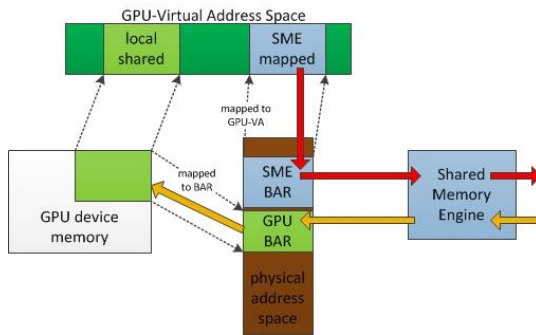 GPU-Virtual Address Space
local
shared
SME
mapped
mapped to
GPU-VA
mapped
to BAR
SME
BAR
Shared
Memory
Engine
GPU device
memory
GPU
BAR
physical
address
space